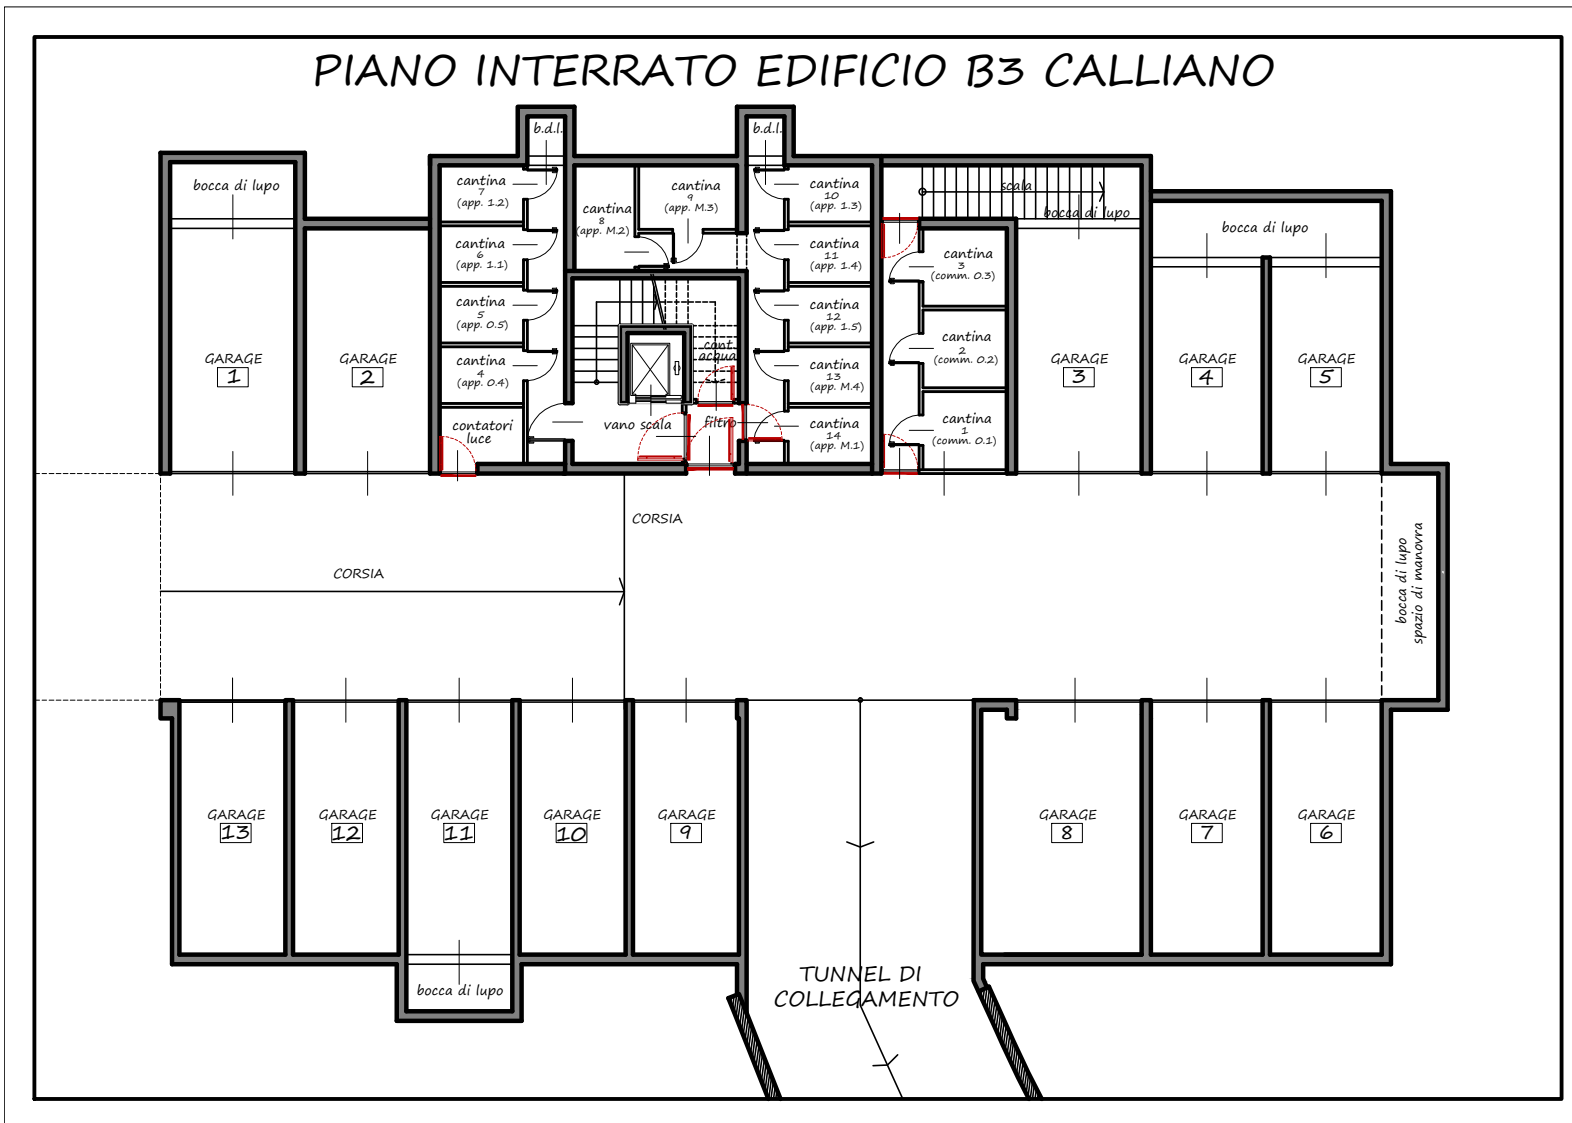 PIANO INTERRATO EDIFICIO B3 CALLIANO
b.d.l.
b.d.l.
bocca di lupo
cantina
7
(app. 1.2)
cantina
8
(app. M.2)
cantina
9
(app. M.3)
cantina
10
(app. 1.3)
scala
bocca di lupo
bocca di lupo
cantina
6
(app. 1.1)
cantina
11
(app. 1.4)
cantina
3
(comm. 0.3)
cantina
5
(app. 0.5)
cantina
12
(app. 1.5)
cantina
2
(comm. 0.2)
GARAGE
1
GARAGE
2
cantina
4
(app. 0.4)
cont.
acqua
cantina
13
(app. M.4)
GARAGE
3
GARAGE
4
GARAGE
5
contatori
luce
vano scala
filtro
cantina
14
(app. M.1)
cantina
1
(comm. 0.1)
CORSIA
CORSIA
bocca di lupo
spazio di manovra
GARAGE
13
GARAGE
12
GARAGE
11
GARAGE
10
GARAGE
9
GARAGE
8
GARAGE
7
GARAGE
6
bocca di lupo
TUNNEL DI
COLLEGAMENTO